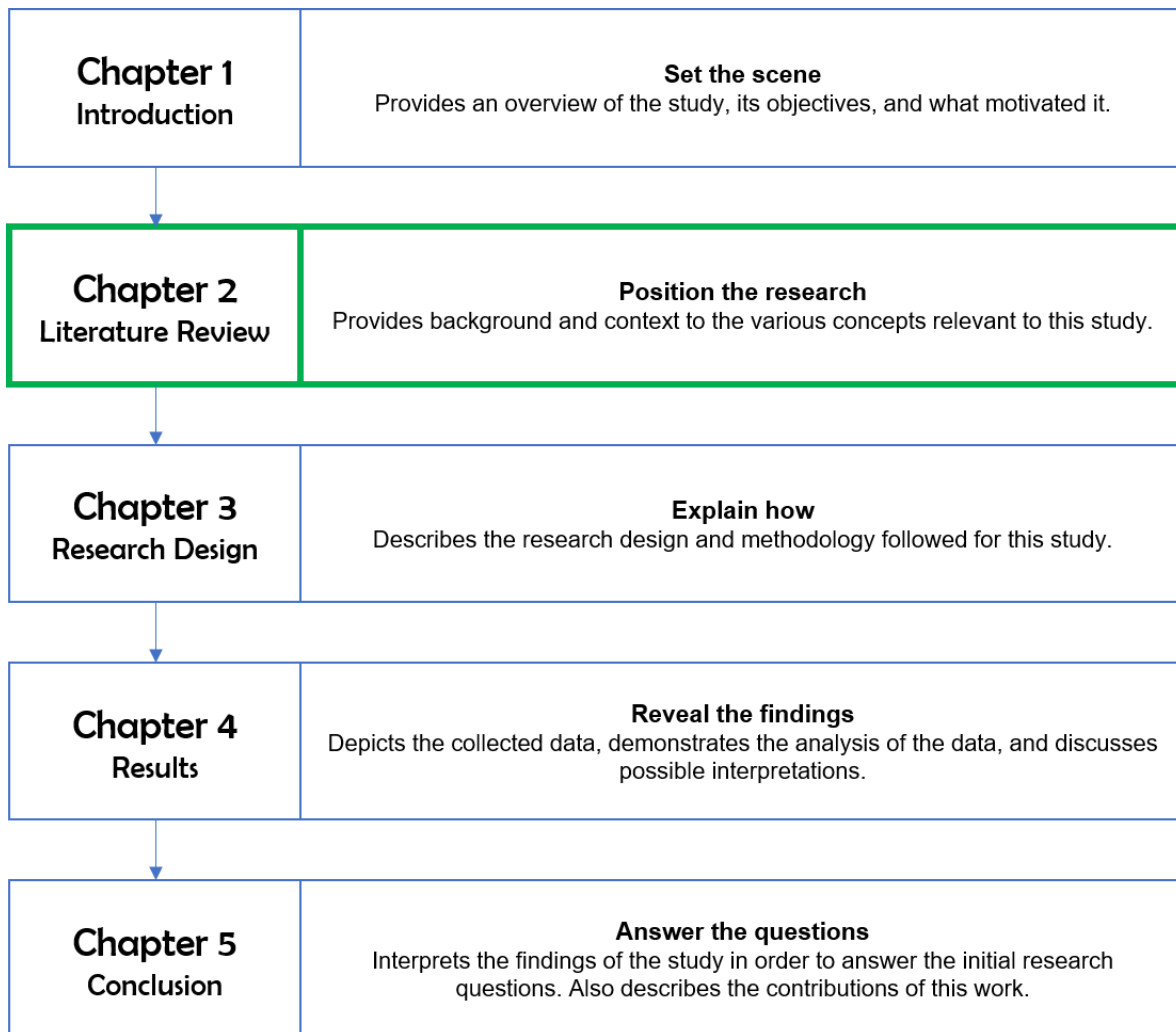 Chapter 1
Introduction
Set the scene
Provides an overview of the study, its objectives, and what motivated it.
Chapter 2
Literature Review
Position the research
Provides background and context to the various concepts relevant to this study.
Chapter 3
Research Design
Explain how
Describes the research design and methodology followed for this study.
Chapter 4
Results
Reveal the findings
Depicts the collected data, demonstrates the analysis of the data, and discusses
possible interpretations.
Chapter 5
Conclusion
Answer the questions
Interprets the findings of the study in order to answer the initial research
questions. Also describes the contributions of this work.